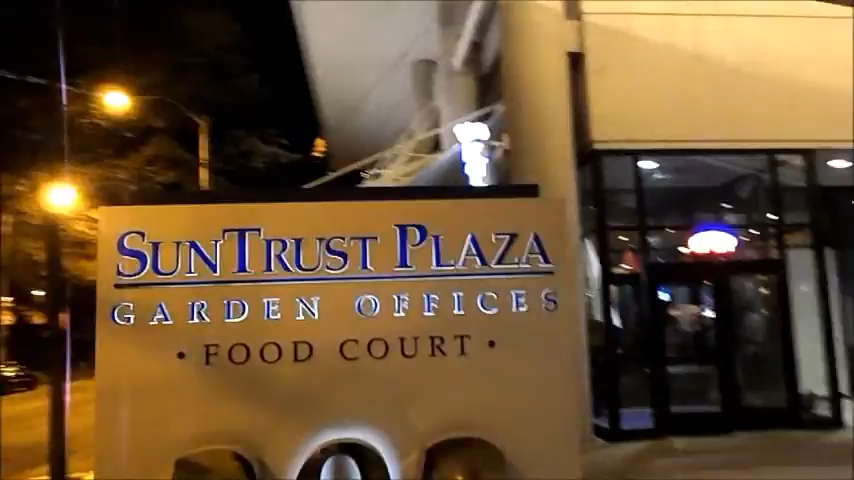 SUNTRUST PLAZA
GARDEN OFFICES
• FOOD COURT •